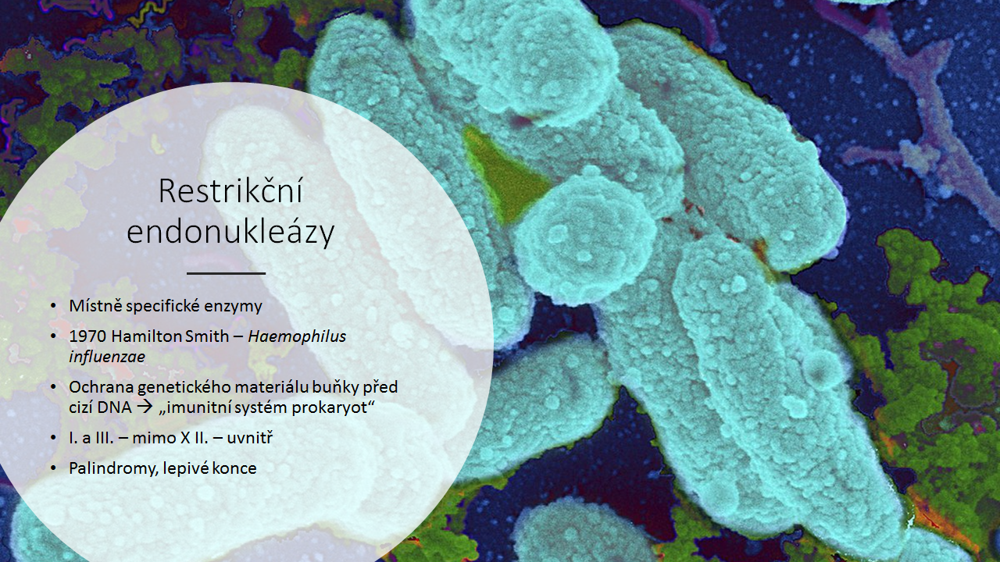 Restrikční
endonukleázy
• Místně specifické enzymy
• 1970 Hamilton Smith – Haemophilus
influenzae
• Ochrana genetického materiálu buňky před
cizí DNA → „imunitní systém prokaryot“
• I. a III. – mimo X II. – uvnitř
• Palindromy, lepivé konce